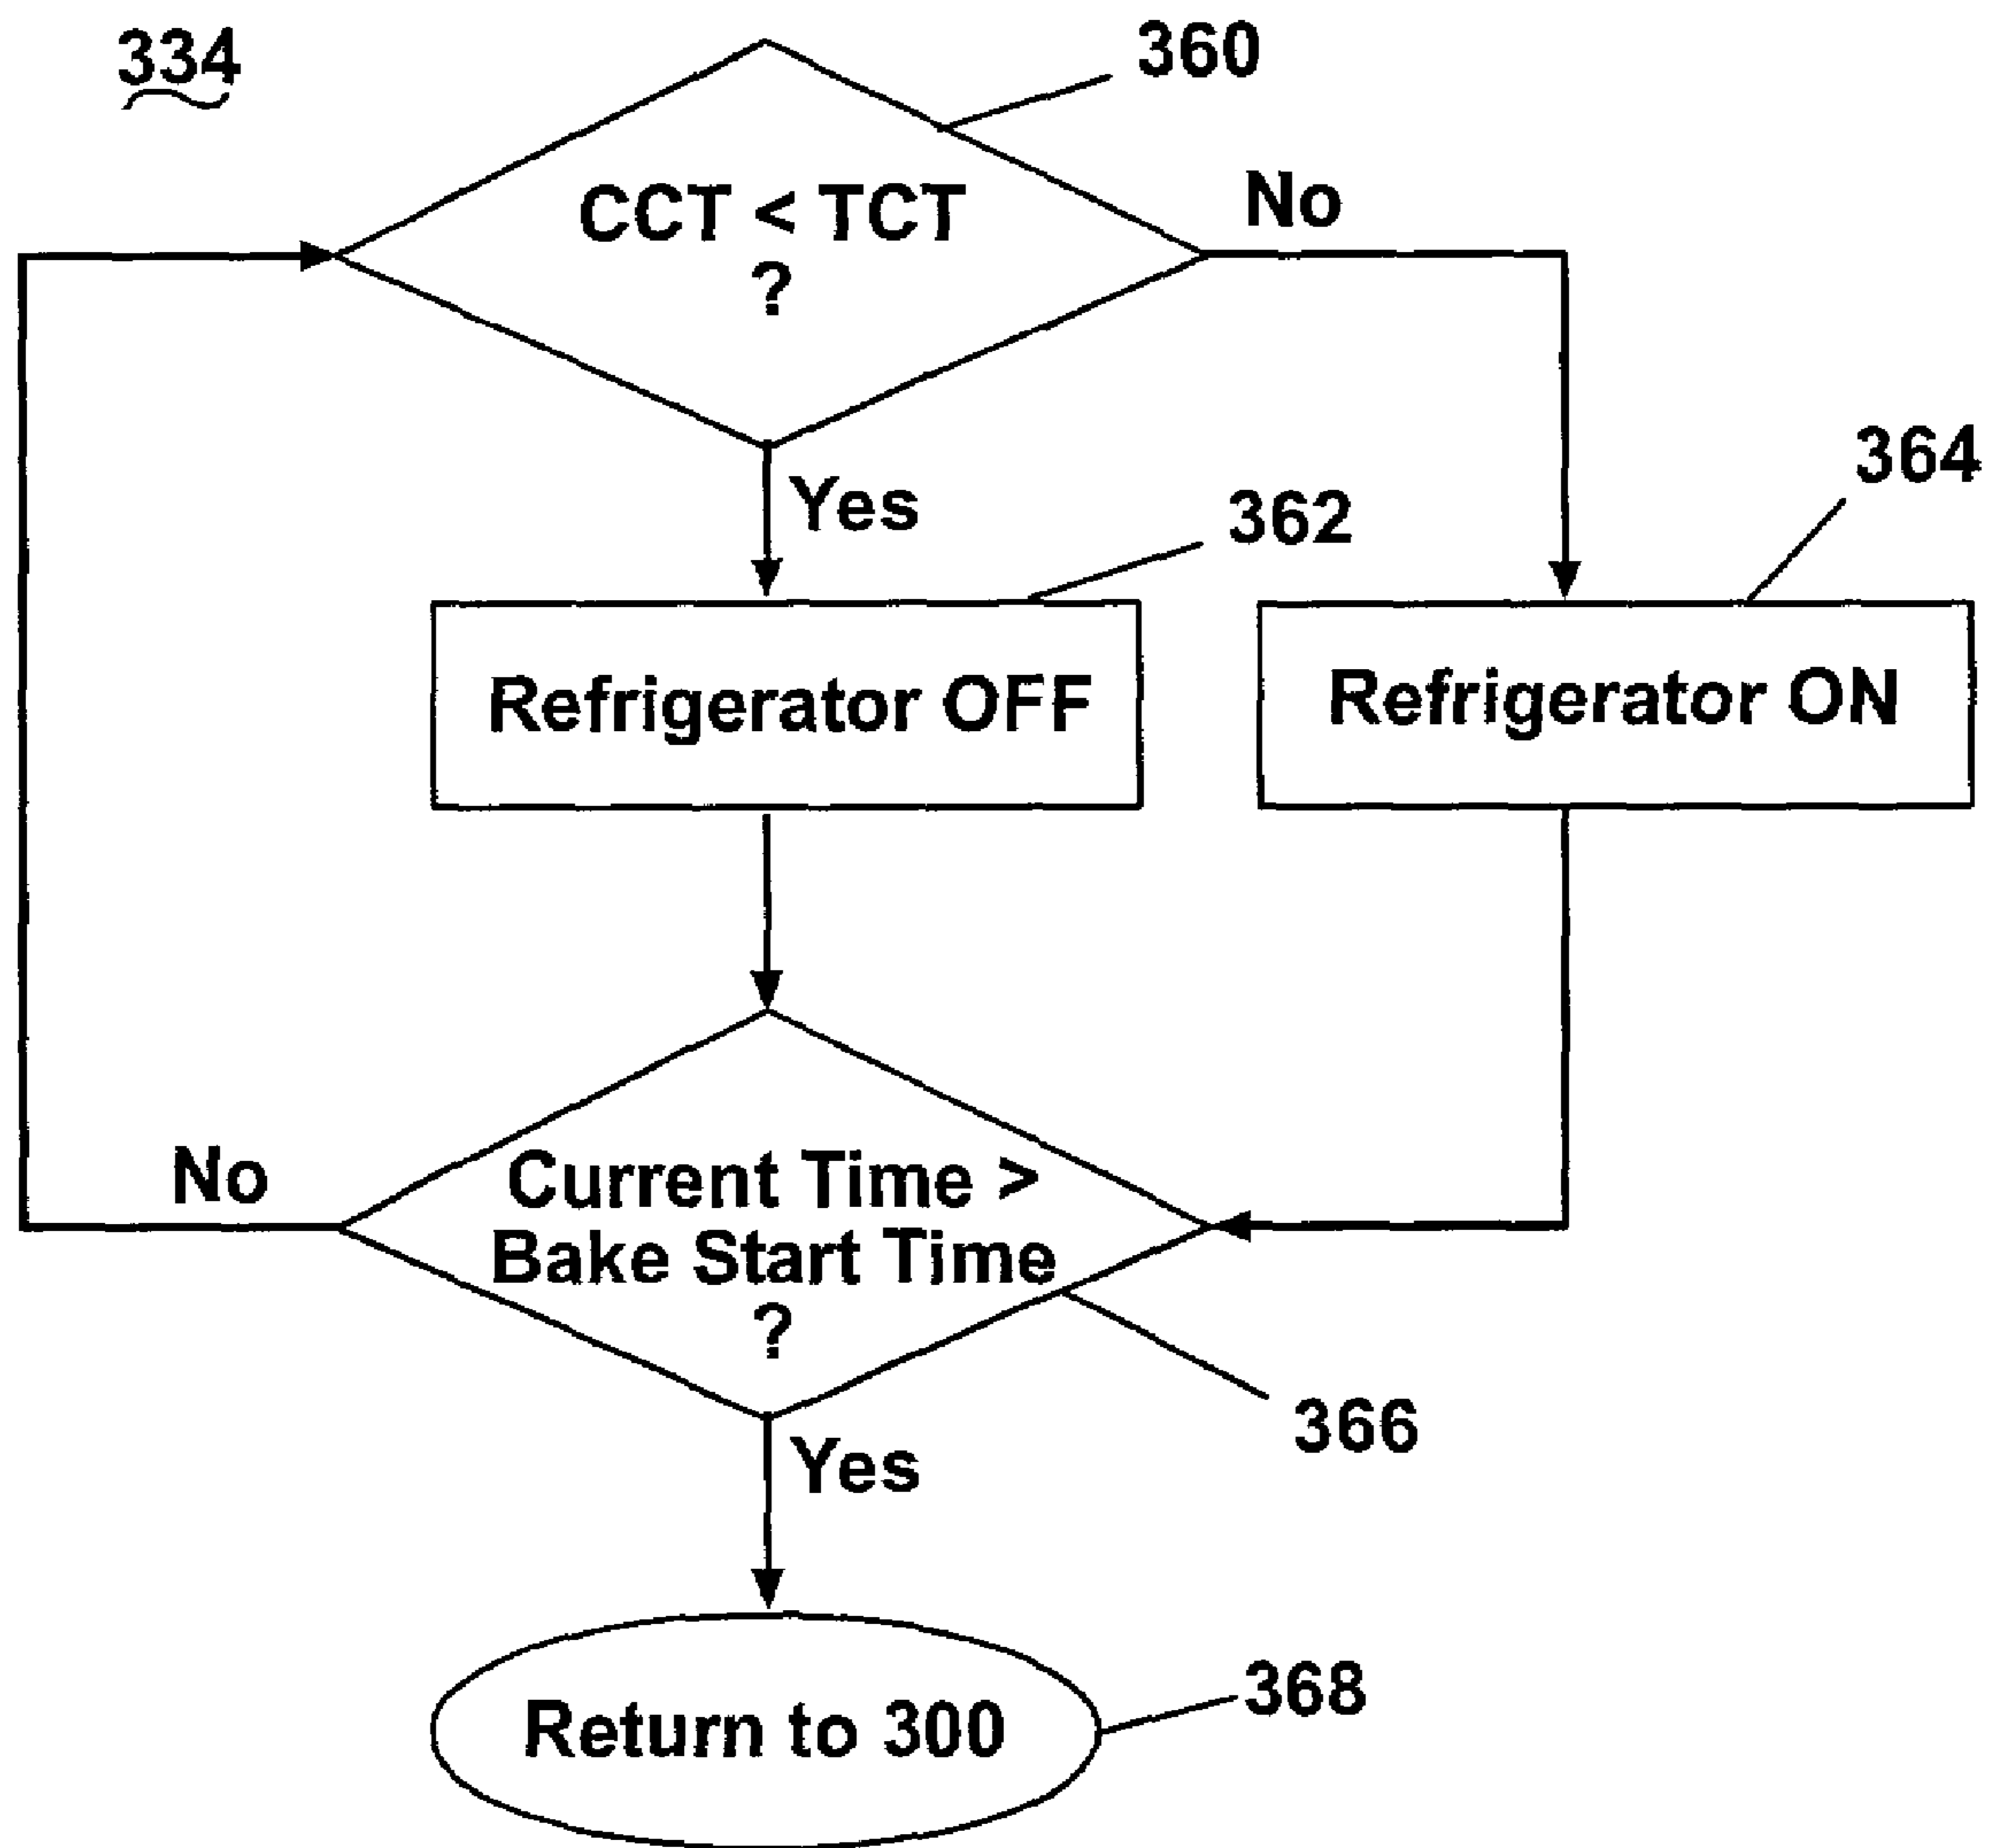 334
360
CCT < TCT
?
No
Yes
362
364
Refrigerator OFF
Refrigerator ON
No
Current Time >
Bake Start Time
?
366
Yes
Return to 300
368